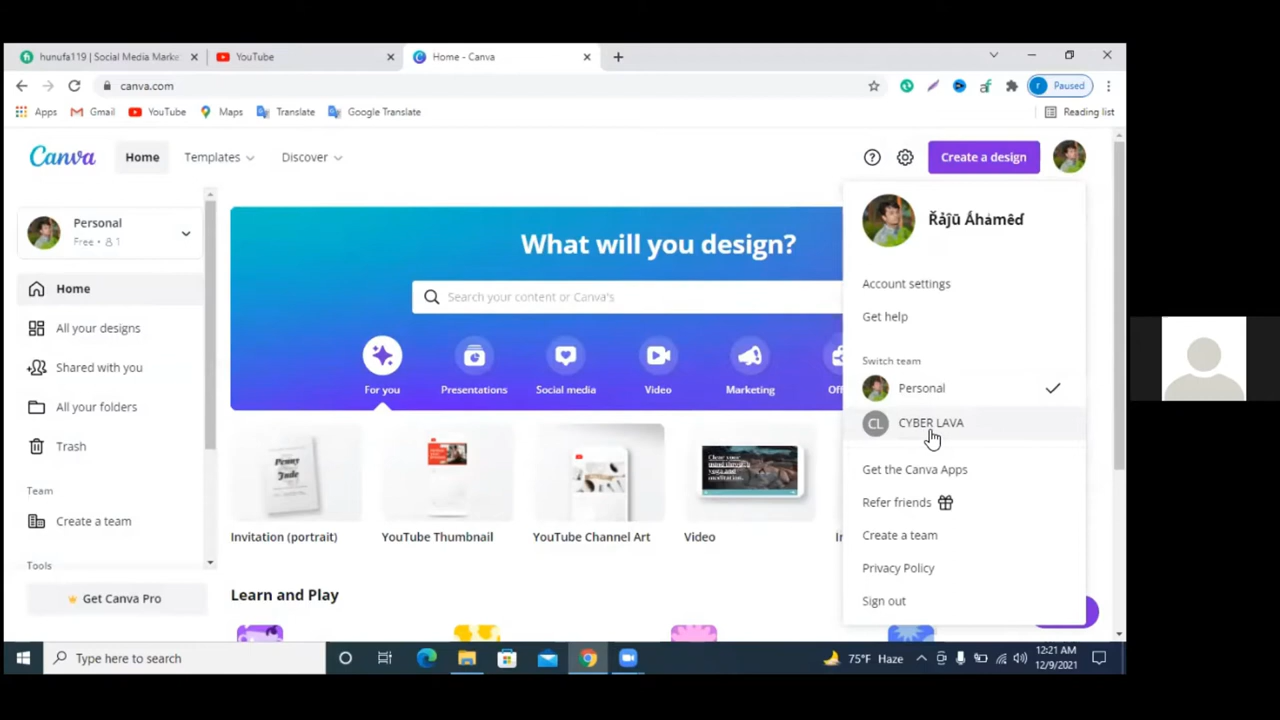 hunufa119 | Social Media Marke
YouTube
Home - Canva
canva.com
Paused
Apps
Gmail
YouTube
Maps
Translate
Google Translate
Reading list
Canva
Home
Templates
Discover
Create a design
Personal
Free • 1
Home
All your designs
Shared with you
All your folders
Trash
Team
Create a team
Tools
Get Canva Pro
What will you design?
Search your content or Canva's
For you
Presentations
Social media
Video
Marketing
Invitation (portrait)
YouTube Thumbnail
YouTube Channel Art
Video
Learn and Play
Account settings
Get help
Switch team
Personal
CL
CYBER LAVA
Get the Canva Apps
Refer friends
Create a team
Privacy Policy
Sign out
Type here to search
75°F Haze
12:21 AM
12/9/2021